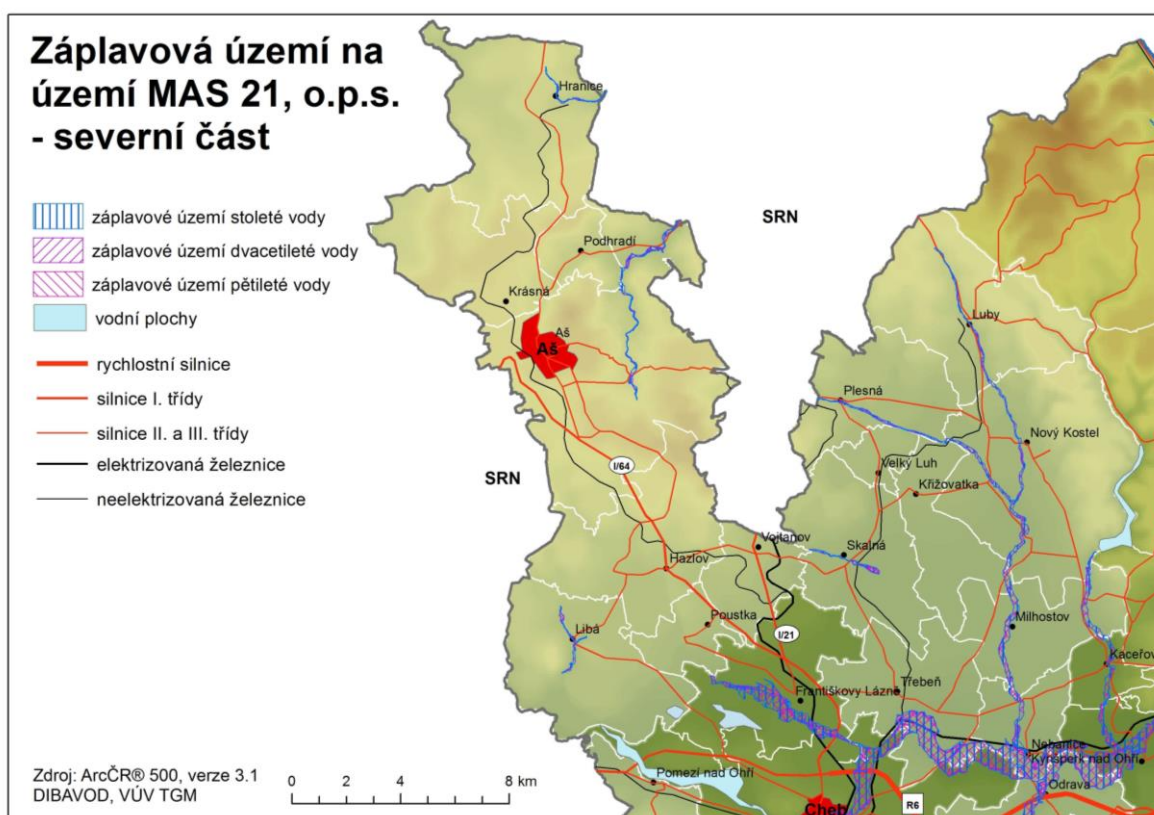 Záplavová území na
území MAS 21, o.p.s.
- severní část
záplavové území stoleté vody
záplavové území dvacetileté vody
záplavové území pětileté vody
vodní plochy
rychlostní silnice
silnice I. třídy
silnice II. a III. třídy
elektrizovaná železnice
neelektrizovaná železnice
Zdroj: ArcČR® 500, verze 3.1
DIBAVOD, VÚV TGM
0 2 4 8 km
Hranice
SRN
Podhradí
Krásná
Aš
Aš
Luby
Plesná
Nový Kostel
I/64
SRN
Velký Luh
Křižovatka
Vojtanov
Skalná
Hazlov
Poustka
Milhostov
Libá
I/21
Kaceřov
Třebeň
Františkovy Lázně
Nebanice
Kynšperk nad Ohří
Pomezí nad Ohří
Odrava
Cheb
R6